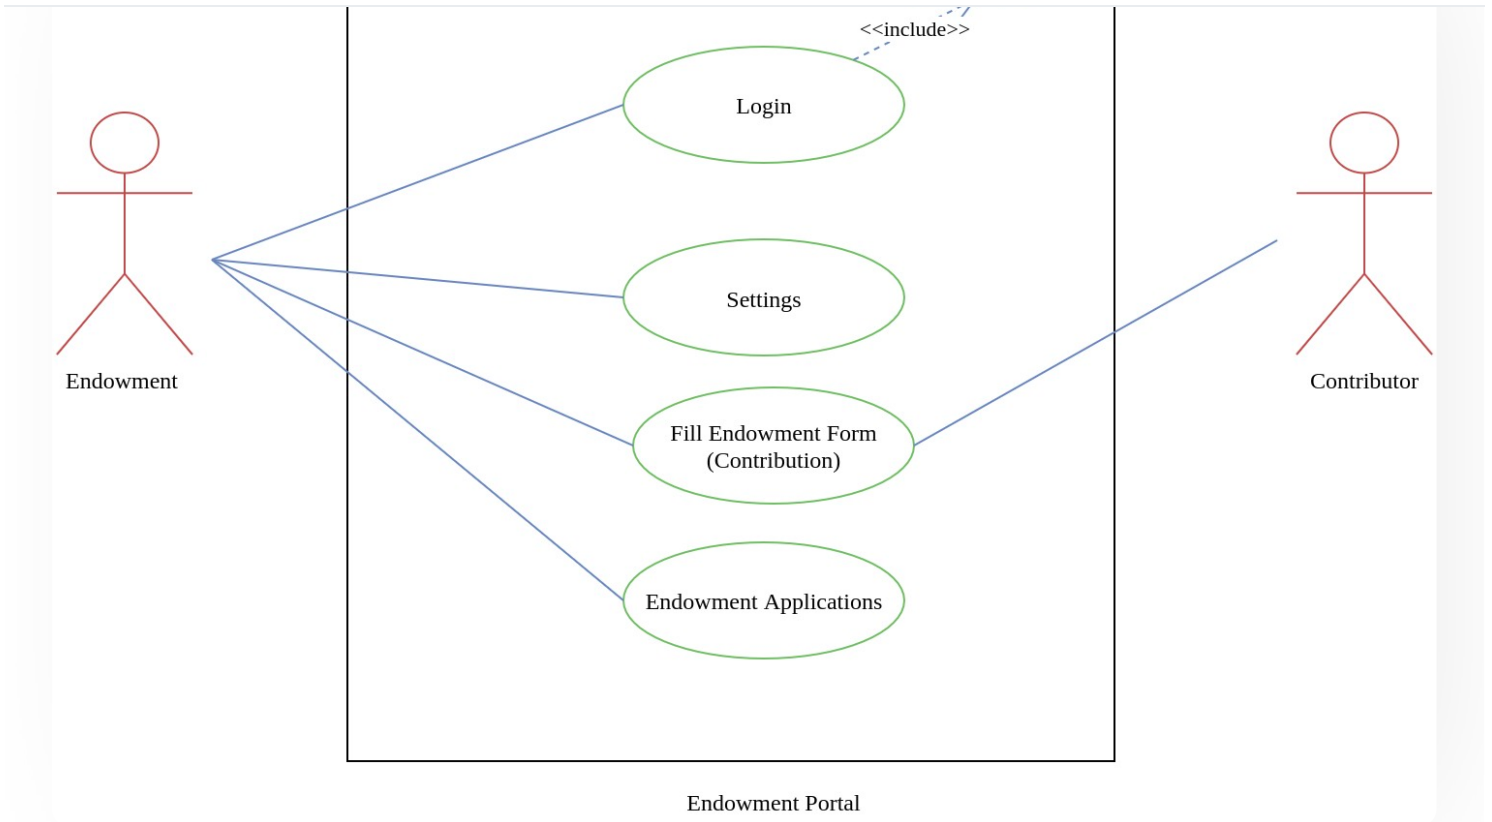 <<include>>
Login
Settings
Endowment
Contributor
Fill Endowment Form
(Contribution)
Endowment Applications
Endowment Portal